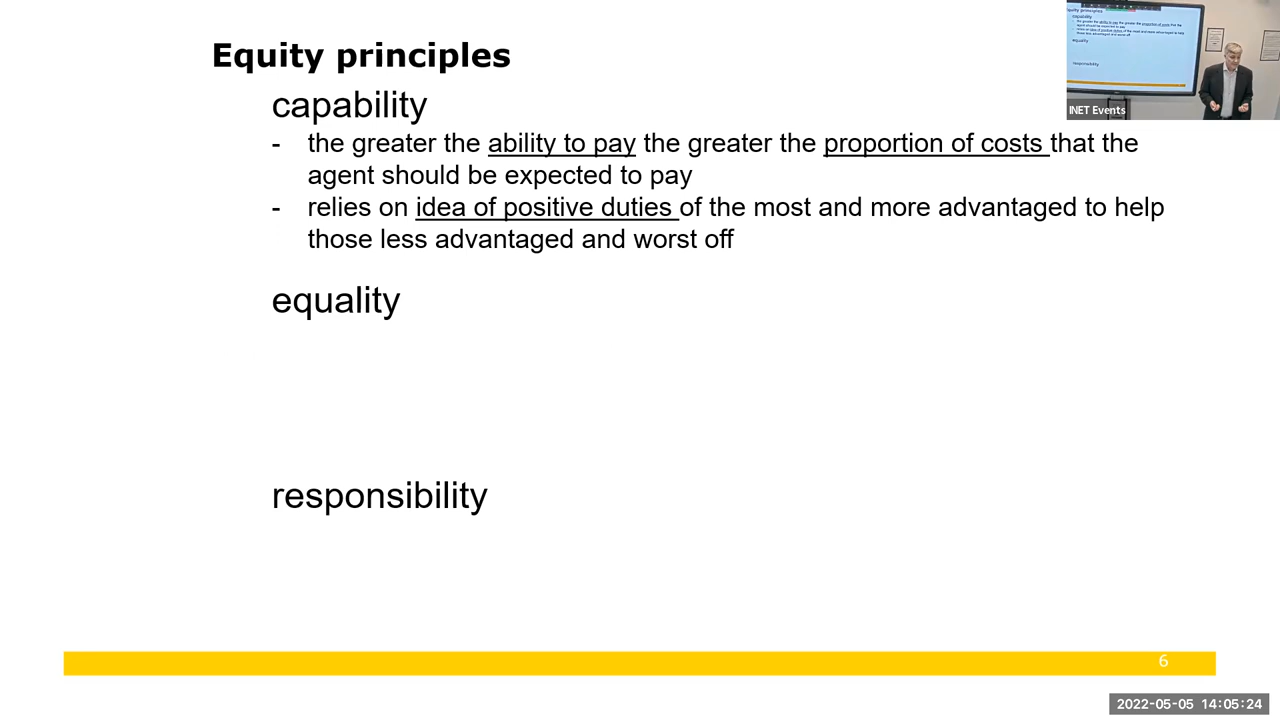 Equity principles
capability
- the greater the ability to pay the greater the proportion of costs that the
agent should be expected to pay
- relies on idea of positive duties of the most and more advantaged to help
those less advantaged and worst off
equality
responsibility
6
INET Events
2022-05-05 14:05:24